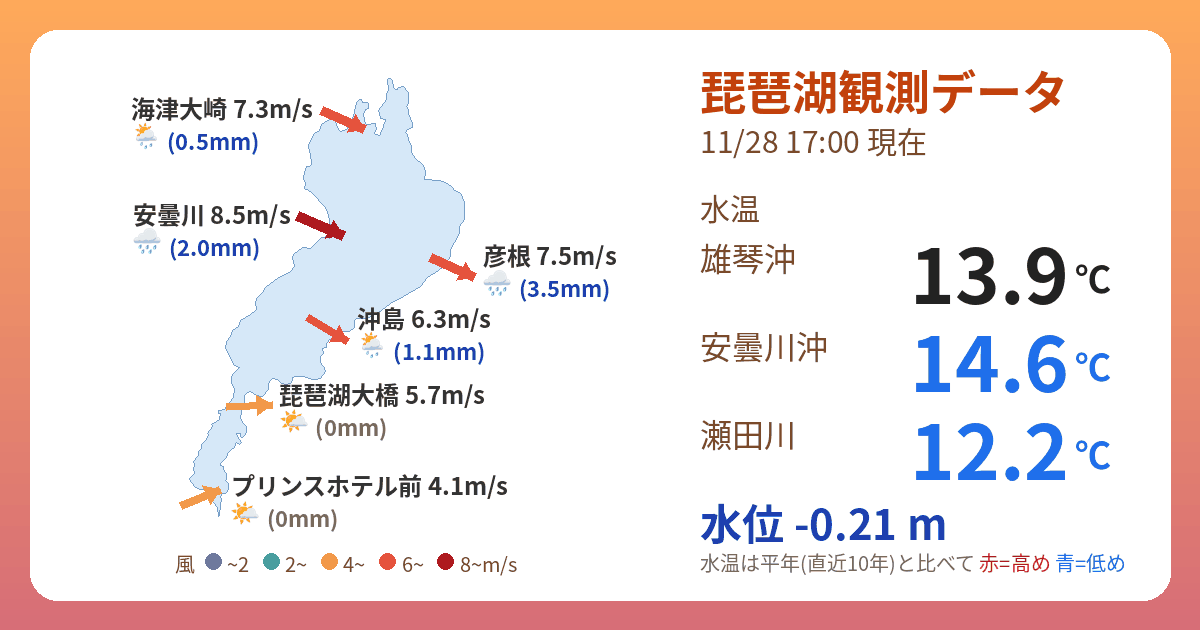 海津大崎 7.3m/s
(0.5mm)
安曇川 8.5m/s
(2.0mm)
彦根 7.5m/s
(3.5mm)
沖島 6.3m/s
(1.1mm)
琵琶湖大橋 5.7m/s
(0mm)
プリンスホテル前 4.1m/s
(0mm)
風 ~2 2~ 4~ 6~ 8~m/s
琵琶湖観測データ
11/28 17:00 現在
水温
雄琴沖 13.9℃
安曇川沖 14.6℃
瀬田川 12.2℃
水位 -0.21 m
水温は平年(直近10年)と比べて 赤=高め 青=低め